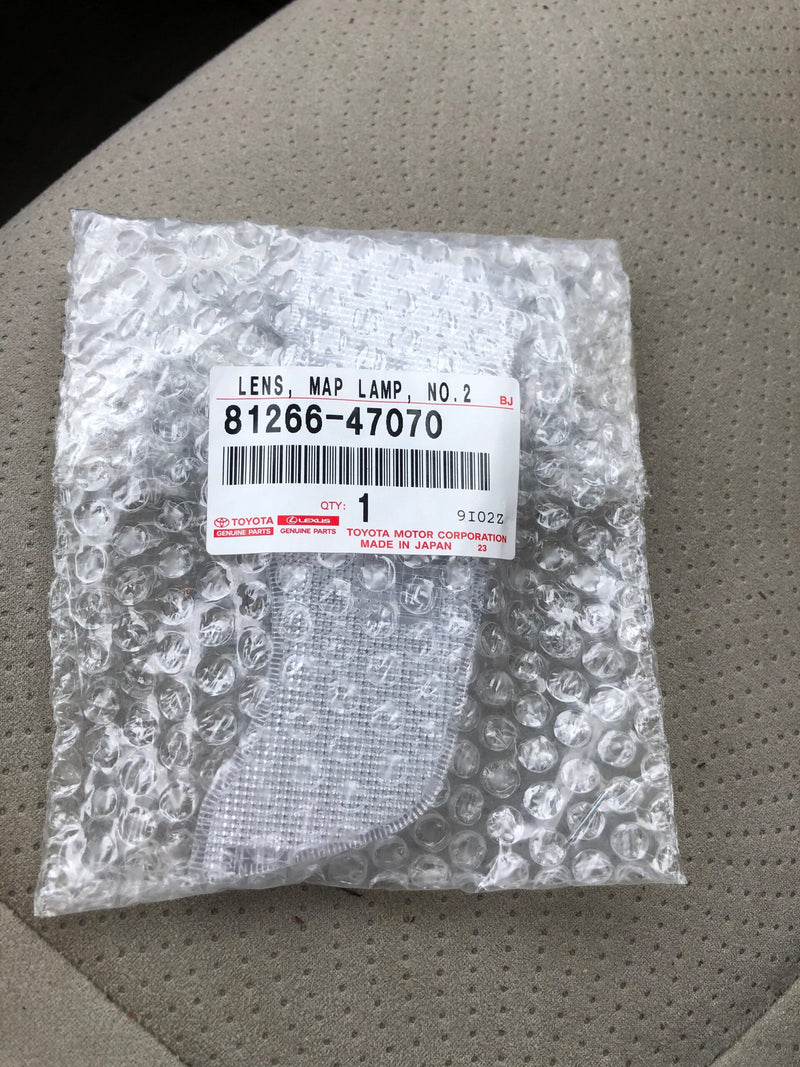 LENS, MAP LAMP, NO.2
BJ
81266-47070
QTY: 1
9I02Z
TOYOTA
GENUINE PARTS
LEXUS
GENUINE PARTS
TOYOTA MOTOR CORPORATION
MADE IN JAPAN 23